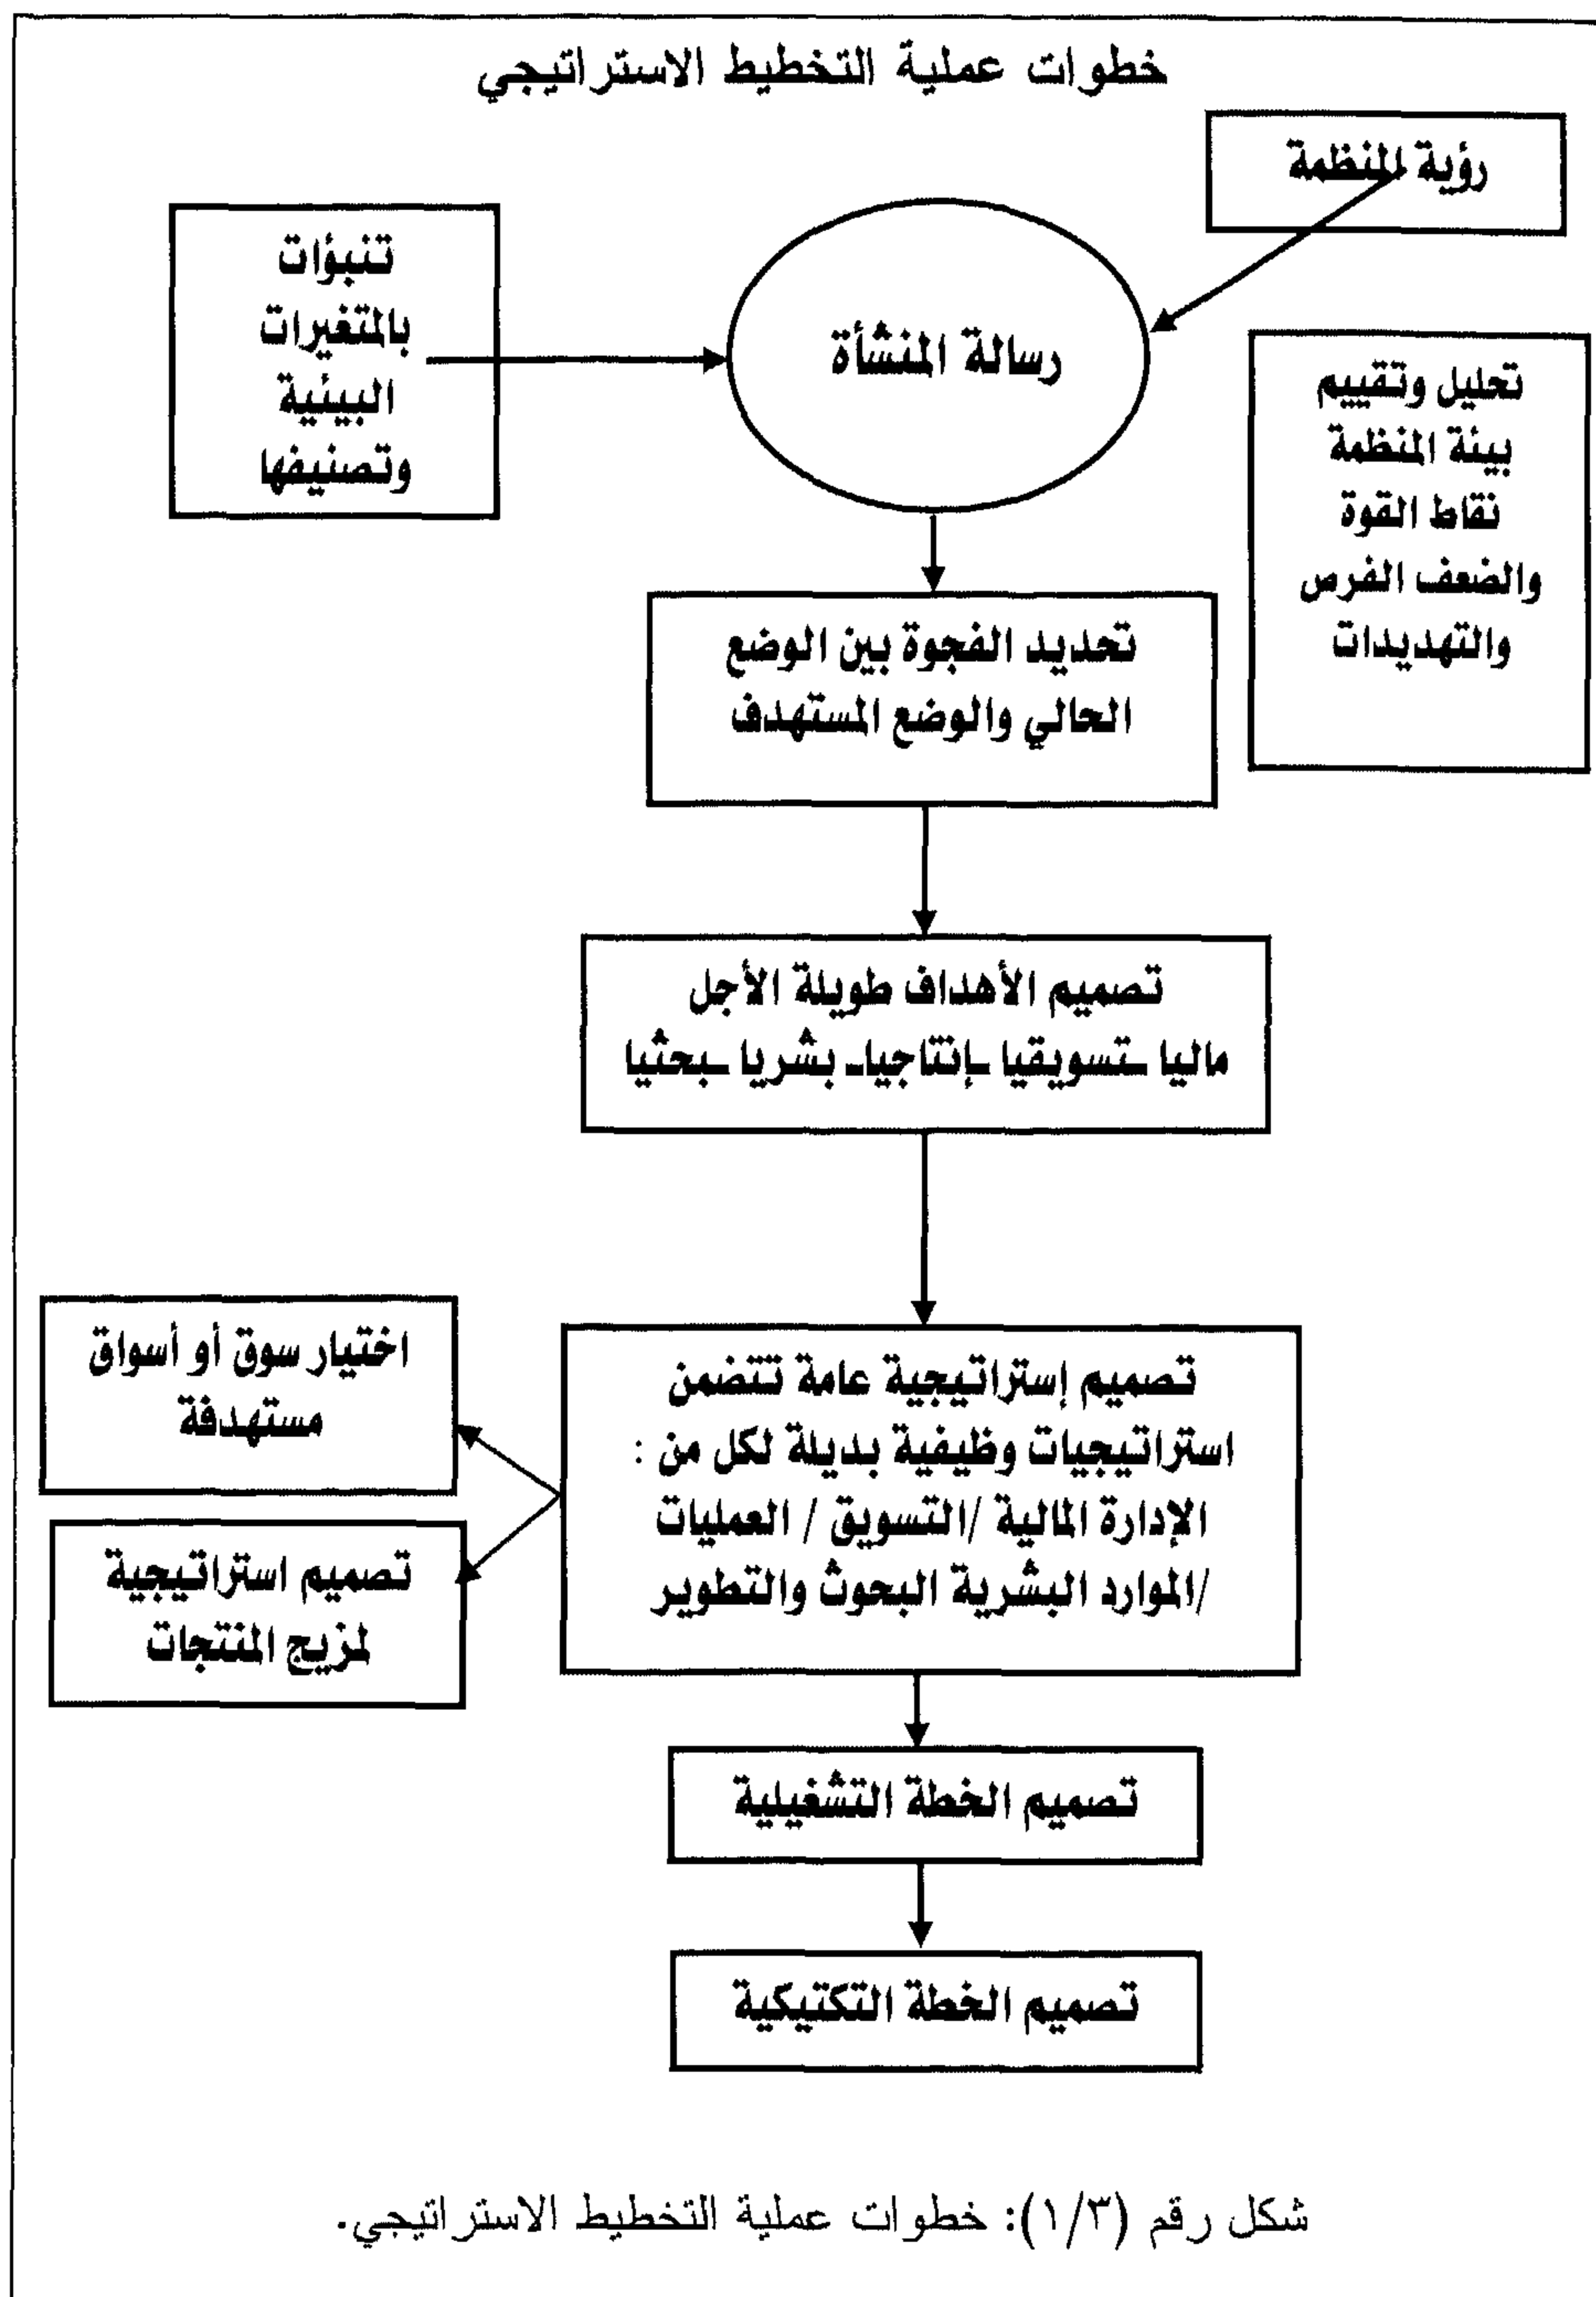 خطوات عملية التخطيط الاستراتيجي
رؤية المنظمة
تنبؤات
بالمتغيرات
البيئية
وتصنيفها
رسالة المنشأة
تحليل وتقييم
بيئة المنظمة
نقاط القوة
والضعف الفرص
والتهديدات
تحديد الفجوة بين الوضع
الحالي والوضع المستهدف
تصميم الأهداف طويلة الأجل
ماليا -تسويقيا -إنتاجيا- بشريا -بحثيا
تصميم إستراتيجية عامة تتضمن
استراتيجيات وظيفية بديلة لكل من :
الإدارة المالية /التسويق / العمليات
/الموارد البشرية البحوث والتطوير
اختيار سوق أو أسواق
مستهدفة
تصميم استراتيجية
لمزيج المنتجات
تصميم الخطة التشغيلية
تصميم الخطة التكتيكية
شكل رقم (١/٣): خطوات عملية التخطيط الاستراتيجي.